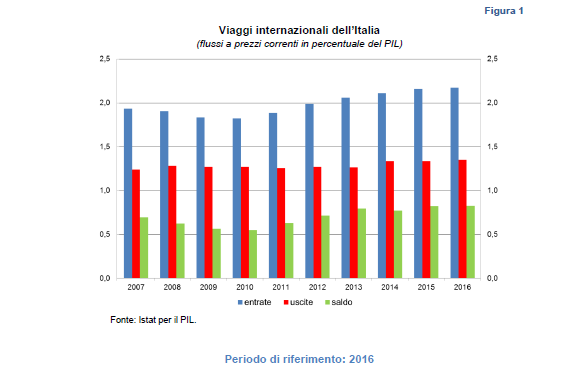 Figura 1
Viaggi internazionali dell'Italia
(flussi a prezzi correnti in percentuale del PIL)
2,5 2,5
2,0 2,0
1,5 1,5
1,0 1,0
0,5 0,5
0,0 0,0
2007 2008 2009 2010 2011 2012 2013 2014 2015 2016
entrate uscite saldo
Fonte: Istat per il PIL.
Periodo di riferimento: 2016